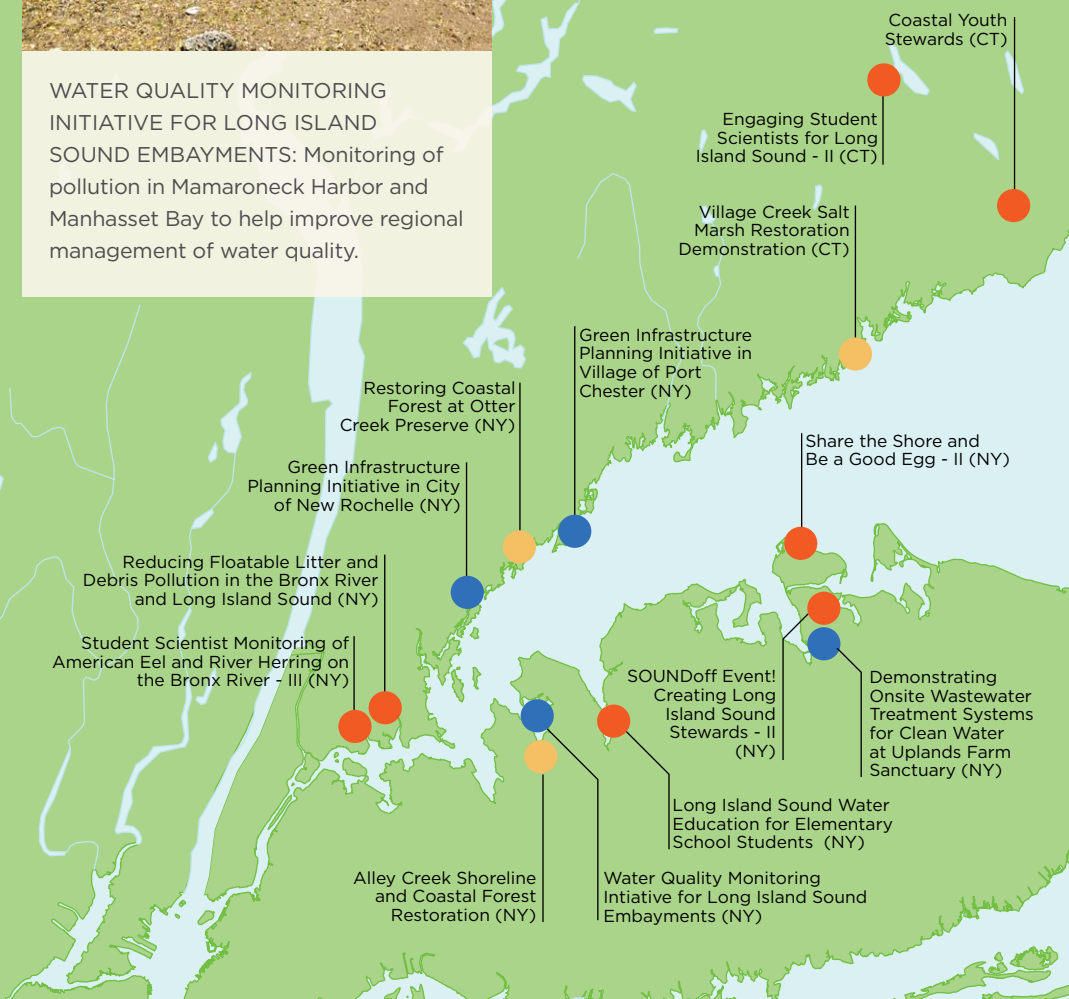 WATER QUALITY MONITORING
INITIATIVE FOR LONG ISLAND
SOUND EMBAYMENTS: Monitoring of
pollution in Mamaroneck Harbor and
Manhasset Bay to help improve regional
management of water quality.
Coastal Youth
Stewards (CT)
Engaging Student
Scientists for Long
Island Sound - II (CT)
Village Creek Salt
Marsh Restoration
Demonstration (CT)
Green Infrastructure
Planning Initiative in
Village of Port
Chester (NY)
Restoring Coastal
Forest at Otter
Creek Preserve (NY)
Share the Shore and
Be a Good Egg - II (NY)
Green Infrastructure
Planning Initiative in City
of New Rochelle (NY)
Reducing Floatable Litter and
Debris Pollution in the Bronx River
and Long Island Sound (NY)
Student Scientist Monitoring of
American Eel and River Herring on
the Bronx River - III (NY)
SOUNDoff Event!
Creating Long
Island Sound
Stewards - II
(NY)
Demonstrating
Onsite Wastewater
Treatment Systems
for Clean Water
at Uplands Farm
Sanctuary (NY)
Long Island Sound Water
Education for Elementary
School Students (NY)
Alley Creek Shoreline
and Coastal Forest
Restoration (NY)
Water Quality Monitoring
Intiative for Long Island Sound
Embayments (NY)